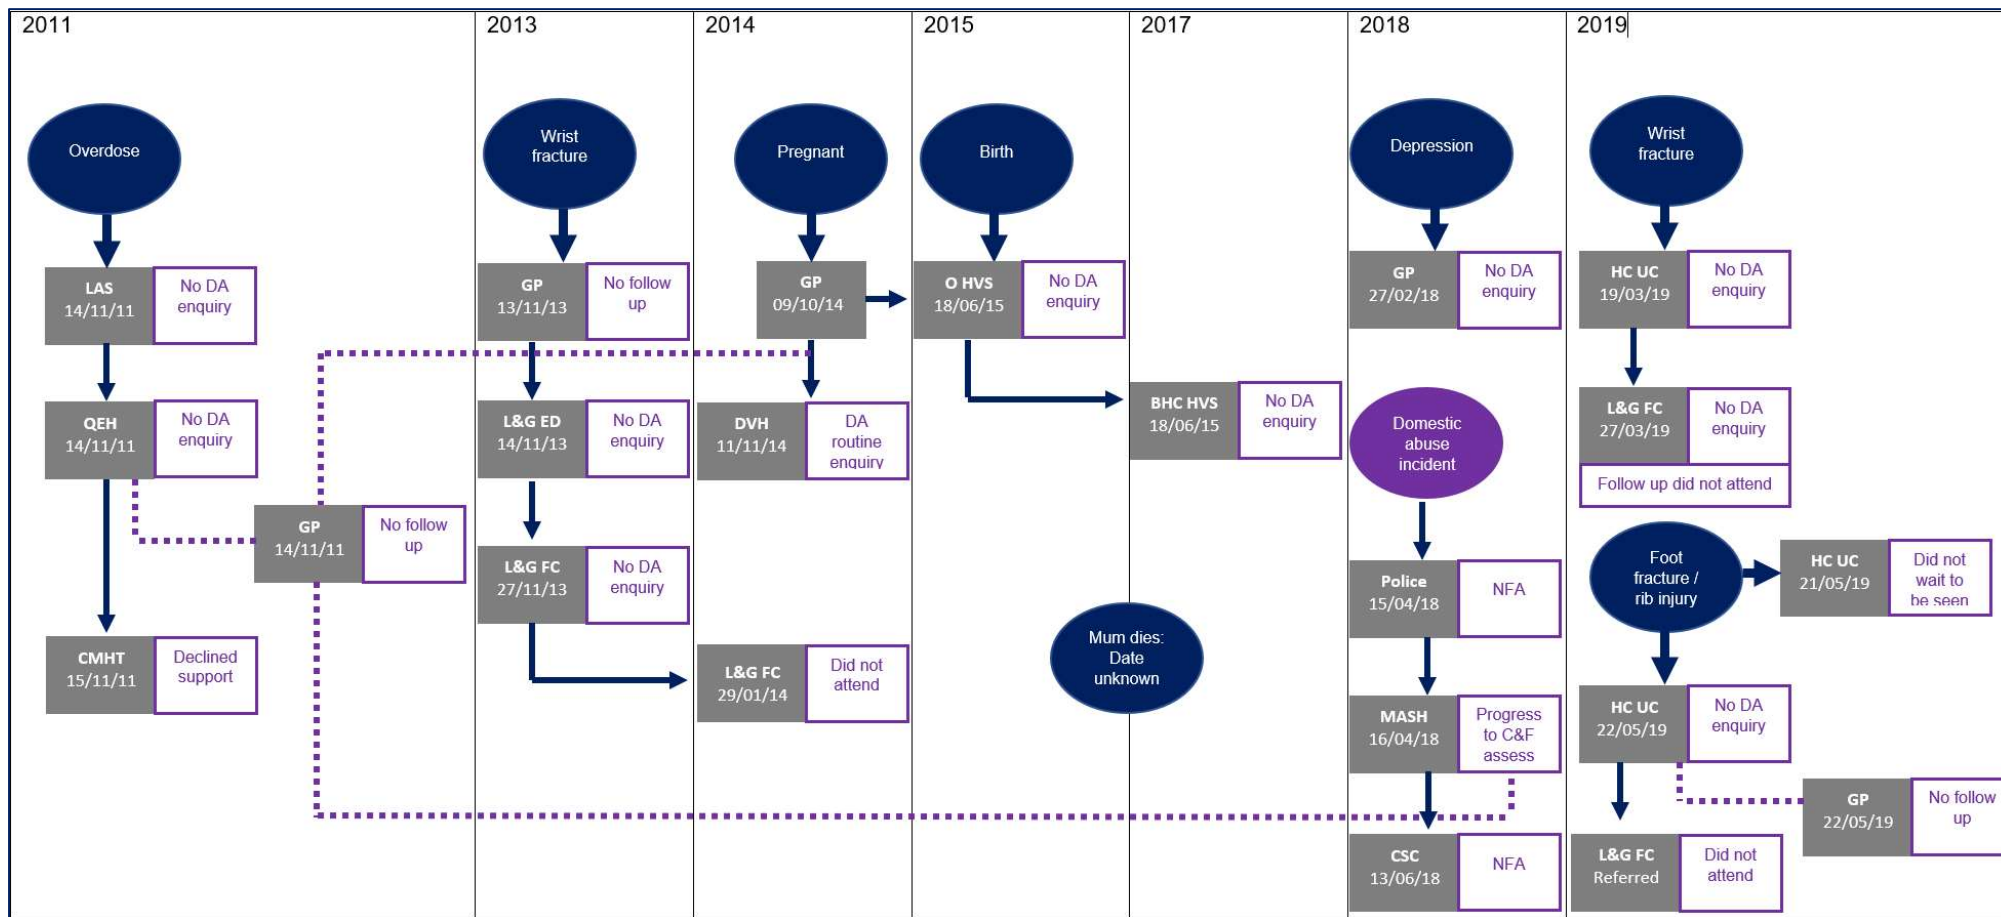 2011
2013
2014
2015
2017
2018
2019
Overdose
LAS
14/11/11
No DA
enquiry
QEH
14/11/11
No DA
enquiry
GP
14/11/11
No follow
up
CMHT
15/11/11
Declined
support
Wrist
fracture
GP
13/11/13
No follow
up
L&G ED
14/11/13
No DA
enquiry
L&G FC
27/11/13
No DA
enquiry
L&G FC
29/01/14
Did not
attend
Pregnant
GP
09/10/14
DVH
11/11/14
DA
routine
enquiry
Birth
O HVS
18/06/15
No DA
enquiry
BHC HVS
18/06/15
No DA
enquiry
Mum dies:
Date
unknown
Depression
GP
27/02/18
No DA
enquiry
Domestic
abuse
incident
Police
15/04/18
NFA
MASH
16/04/18
Progress
to C&F
assess
CSC
13/06/18
NFA
Wrist
fracture
HC UC
19/03/19
No DA
enquiry
L&G FC
27/03/19
No DA
enquiry
Follow up did not attend
Foot
fracture /
rib injury
HC UC
21/05/19
Did not
wait to
be seen
HC UC
22/05/19
No DA
enquiry
GP
22/05/19
No follow
up
L&G FC
Referred
Did not
attend